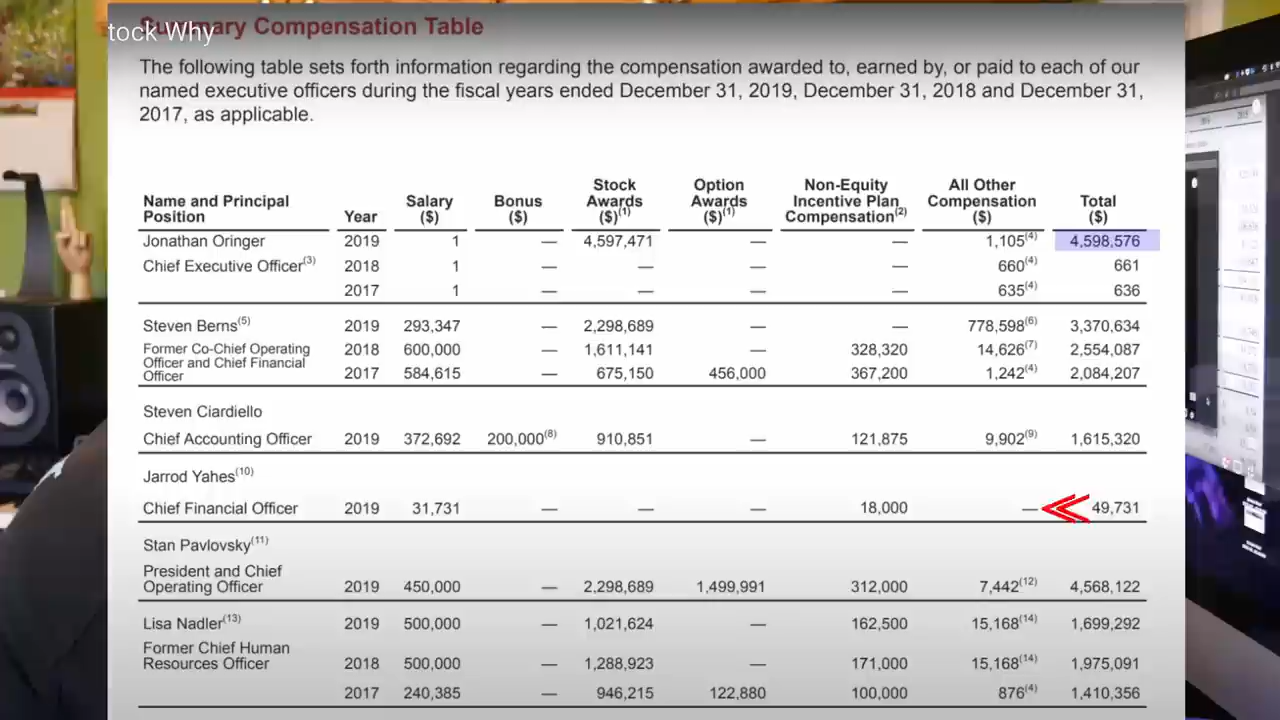 tock Why
Summary Compensation Table
The following table sets forth information regarding the compensation awarded to, earned by, or paid to each of our
named executive officers during the fiscal years ended December 31, 2019, December 31, 2018 and December 31,
2017, as applicable.
Name and Principal Position Year Salary ($) Bonus ($) Stock Awards ($)(1) Option Awards ($)(1) Non-Equity Incentive Plan Compensation(2) All Other Compensation ($) Total ($)
Jonathan Oringer 2019 1 — 4,597,471 — — 1,105(4) 4,598,576
Chief Executive Officer(3) 2018 1 — — — — 660(4) 661
2017 1 — — — — 635(4) 636
Steven Berns(5) 2019 293,347 — 2,298,689 — — 778,598(6) 3,370,634
Former Co-Chief Operating Officer and Chief Financial Officer 2018 600,000 — 1,611,141 — 328,320 14,626(7) 2,554,087
2017 584,615 — 675,150 456,000 367,200 1,242(4) 2,084,207
Steven Ciardiello
Chief Accounting Officer 2019 372,692 200,000(8) 910,851 — 121,875 9,902(9) 1,615,320
Jarrod Yahes(10)
Chief Financial Officer 2019 31,731 — — — 18,000 — 49,731
Stan Pavlovsky(11)
President and Chief
Operating Officer 2019 450,000 — 2,298,689 1,499,991 312,000 7,442(12) 4,568,122
Lisa Nadler(13) 2019 500,000 — 1,021,624 — 162,500 15,168(14) 1,699,292
Former Chief Human
Resources Officer 2018 500,000 — 1,288,923 — 171,000 15,168(14) 1,975,091
2017 240,385 — 946,215 122,880 100,000 876(4) 1,410,356